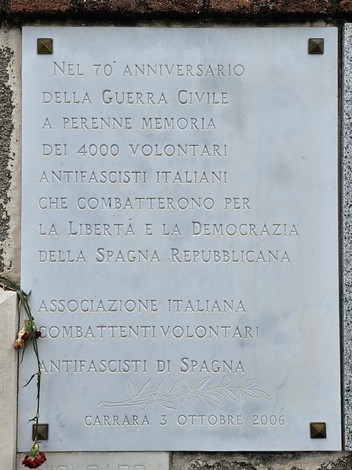 Nel 70° anniversario
della Guerra Civile
a perenne memoria
dei 4000 volontari
antifascisti italiani
che combatterono per
la Libertá e la Democrazia
della Spagna Repubblicana
associazione italiana
combattenti volontari
antifascisti di Spagna
carrara 3 ottobre 2006